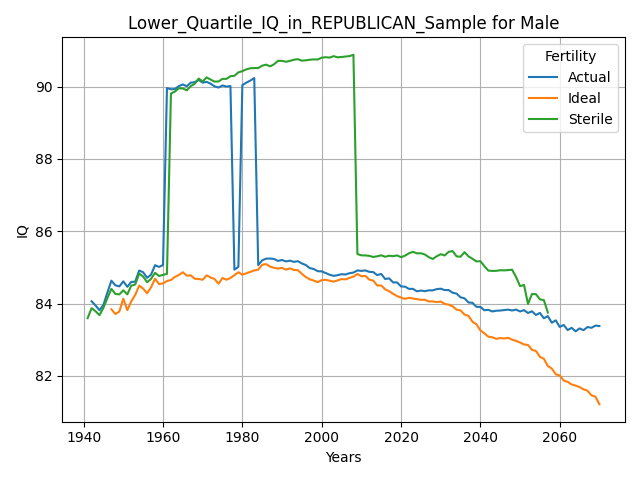 Lower_Quartile_IQ_in_REPUBLICAN_Sample for Male
Fertility
Actual
Ideal
Sterile
IQ
90
88
86
84
82
1940
1960
1980
2000
2020
2040
2060
Years